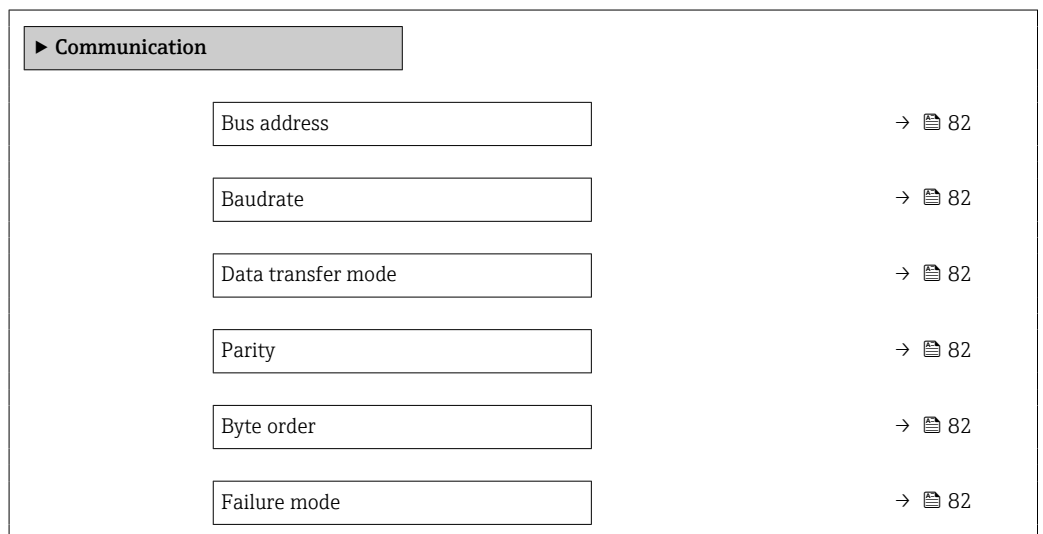 ▶ Communication
Bus address → 82
Baudrate → 82
Data transfer mode → 82
Parity → 82
Byte order → 82
Failure mode → 82